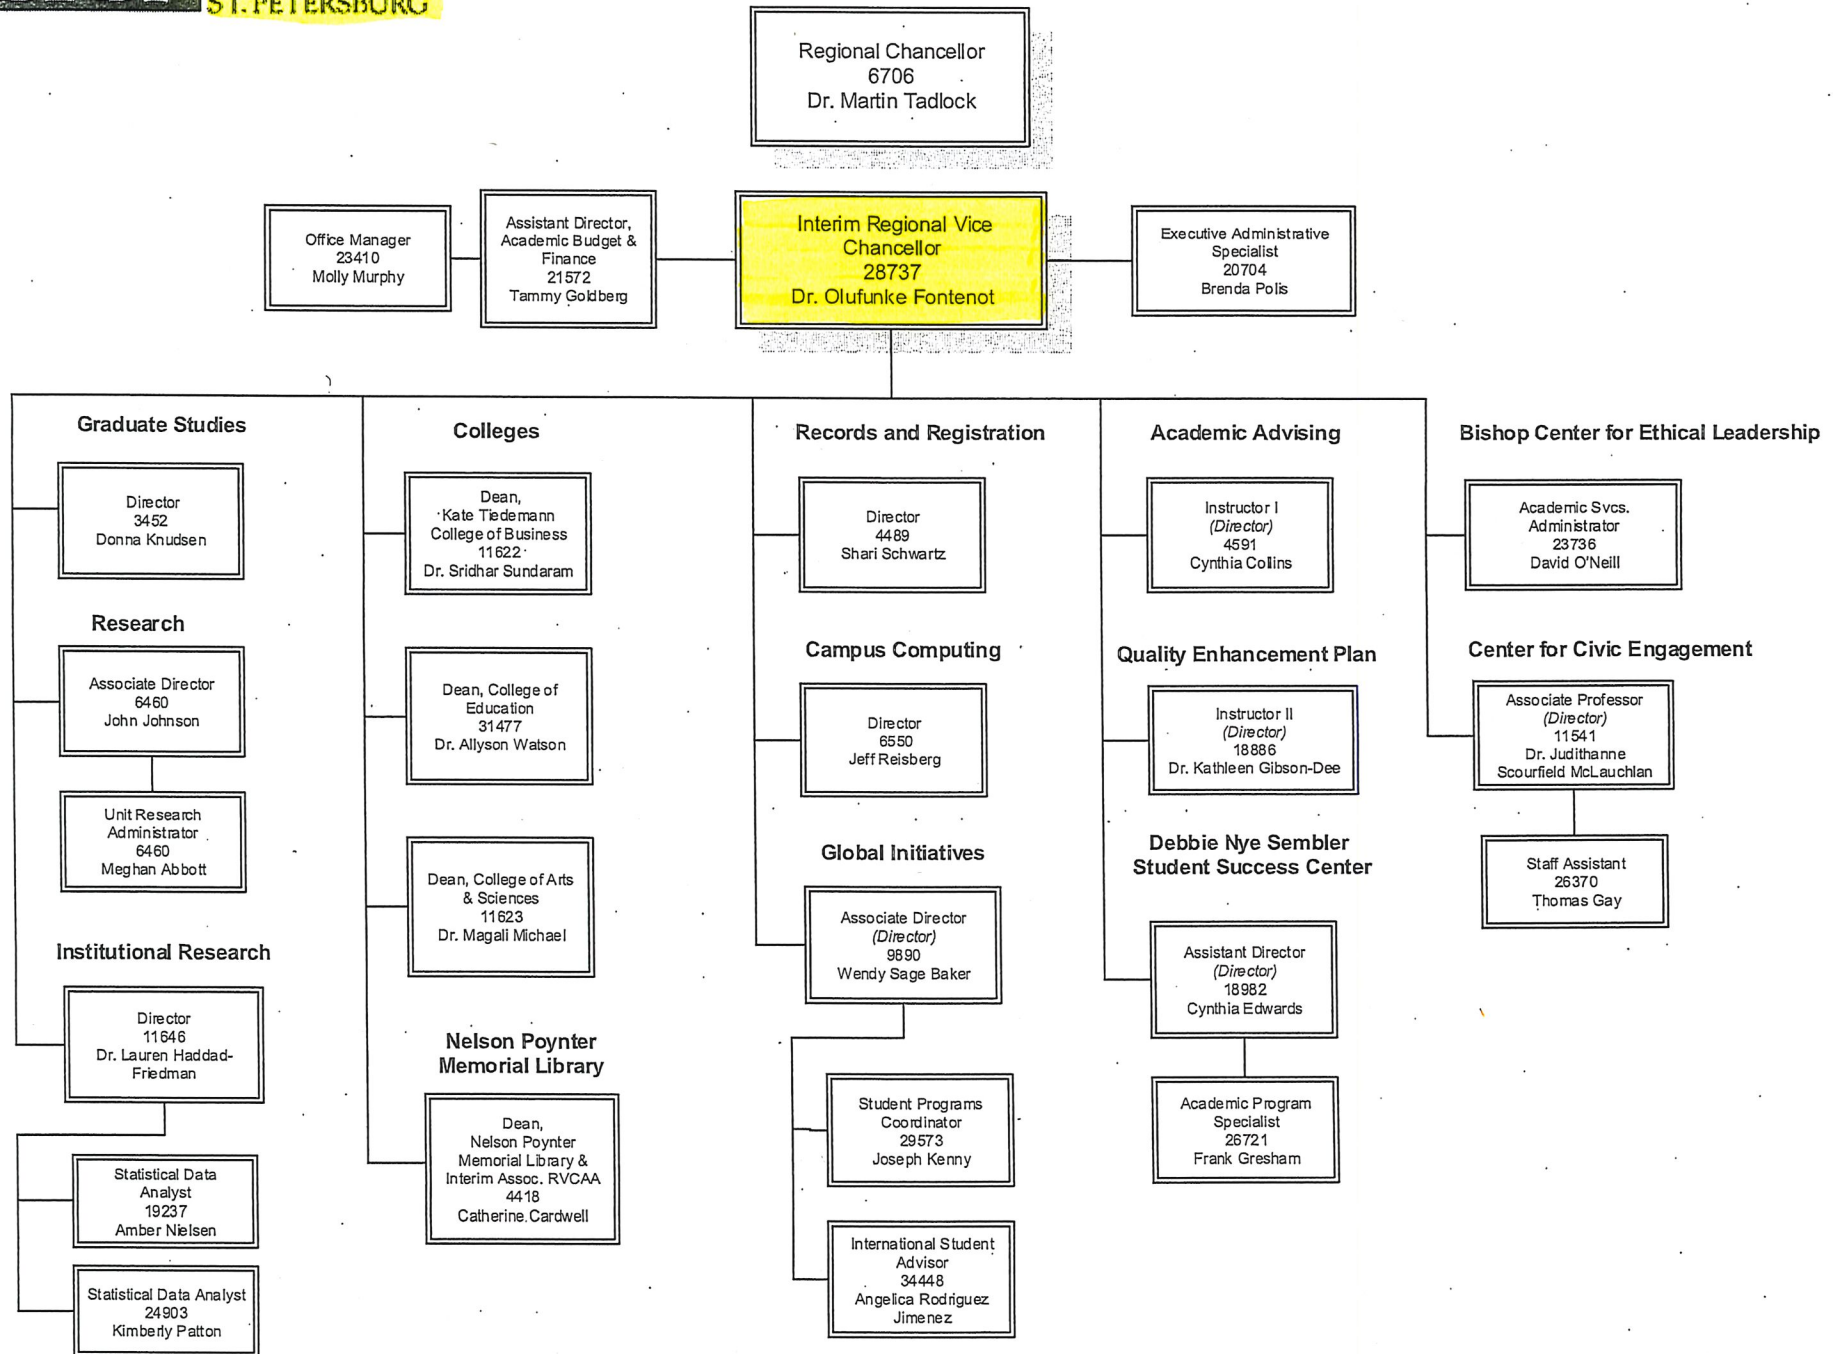 ST. PETERSBURG
Regional Chancellor
6706
Dr. Martin Tadlock
Office Manager
23410
Molly Murphy
Assistant Director,
Academic Budget &
Finance
21572
Tammy Goldberg
Interim Regional Vice
Chancellor
28737
Dr. Olufunke Fontenot
Executive Administrative
Specialist
20704
Brenda Polis
Graduate Studies
Director
3452
Donna Knudsen
Research
Associate Director
6460
John Johnson
Unit Research
Administrator
6460
Meghan Abbott
Institutional Research
Director
11646
Dr. Lauren Haddad-
Friedman
Statistical Data
Analyst
19237
Amber Nielsen
Statistical Data Analyst
24903
Kimberly Patton
Colleges
Dean,
Kate Tiedemann
College of Business
11622
Dr. Sridhar Sundaram
Dean, College of
Education
31477
Dr. Allyson Watson
Dean, College of Arts
& Sciences
11623
Dr. Magali Michael
Nelson Poynter
Memorial Library
Dean,
Nelson Poynter
Memorial Library &
Interim Assoc. RVCAA
4418
Catherine Cardwell
Records and Registration
Director
4489
Shari Schwartz
Campus Computing
Director
6550
Jeff Reisberg
Global Initiatives
Associate Director
(Director)
9890
Wendy Sage Baker
Student Programs
Coordinator
29573
Joseph Kenny
International Student
Advisor
34448
Angelica Rodriguez
Jimenez
Academic Advising
Instructor I
(Director)
4591
Cynthia Collins
Quality Enhancement Plan
Instructor II
(Director)
18886
Dr. Kathleen Gibson-Dee
Debbie Nye Sembler
Student Success Center
Assistant Director
(Director)
18982
Cynthia Edwards
Academic Program
Specialist
26721
Frank Gresham
Bishop Center for Ethical Leadership
Academic Svcs.
Administrator
23736
David O'Neill
Center for Civic Engagement
Associate Professor
(Director)
11541
Dr. Judithanne
Scourfield McLauchlan
Staff Assistant
26370
Thomas Gay